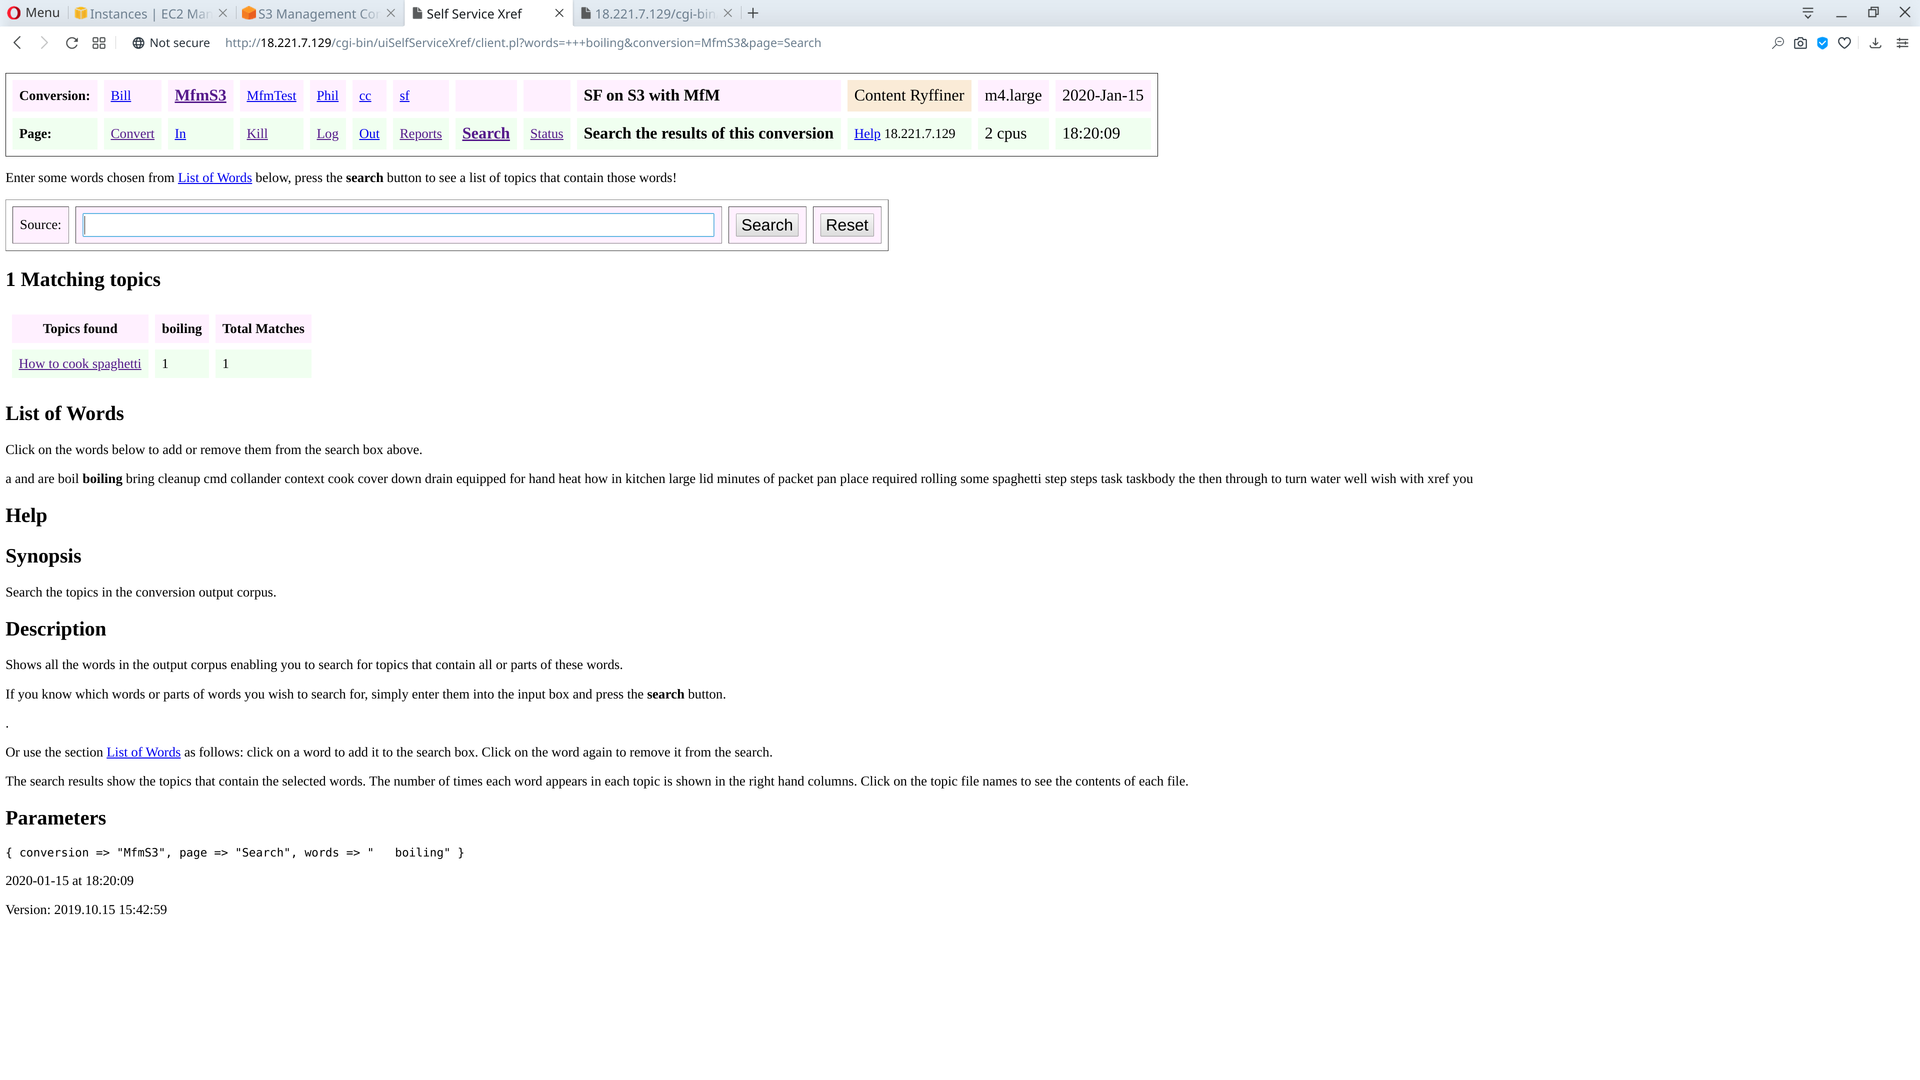 Menu Instances | EC2 Mar S3 Management Co Self Service Xref 18.221.7.129/cgi-bin
Not secure http://18.221.7.129/cgi-bin/uiSelfServiceXref/client.pl?words=+++boiling&conversion=MfmS3&page=Search
Conversion: Bill MfmS3 MfmTest Phil cc sf SF on S3 with MfM Content Ryffiner m4.large 2020-Jan-15
Page: Convert In Kill Log Out Reports Search Status Search the results of this conversion Help 18.221.7.129 2 cpus 18:20:09
Enter some words chosen from List of Words below, press the search button to see a list of topics that contain those words!
Source: Search Reset
1 Matching topics
Topics found boiling Total Matches
How to cook spaghetti 1 1
List of Words
Click on the words below to add or remove them from the search box above.
a and are boil boiling bring cleanup cmd collander context cook cover down drain equipped for hand heat how in kitchen large lid minutes of packet pan place required rolling some spaghetti step steps task taskbody the then through to turn water well wish with xref you
Help
Synopsis
Search the topics in the conversion output corpus.
Description
Shows all the words in the output corpus enabling you to search for topics that contain all or parts of these words.
If you know which words or parts of words you wish to search for, simply enter them into the input box and press the search button.
.
Or use the section List of Words as follows: click on a word to add it to the search box. Click on the word again to remove it from the search.
The search results show the topics that contain the selected words. The number of times each word appears in each topic is shown in the right hand columns. Click on the topic file names to see the contents of each file.
Parameters
{ conversion => "MfmS3", page => "Search", words => "   boiling" }
2020-01-15 at 18:20:09
Version: 2019.10.15 15:42:59